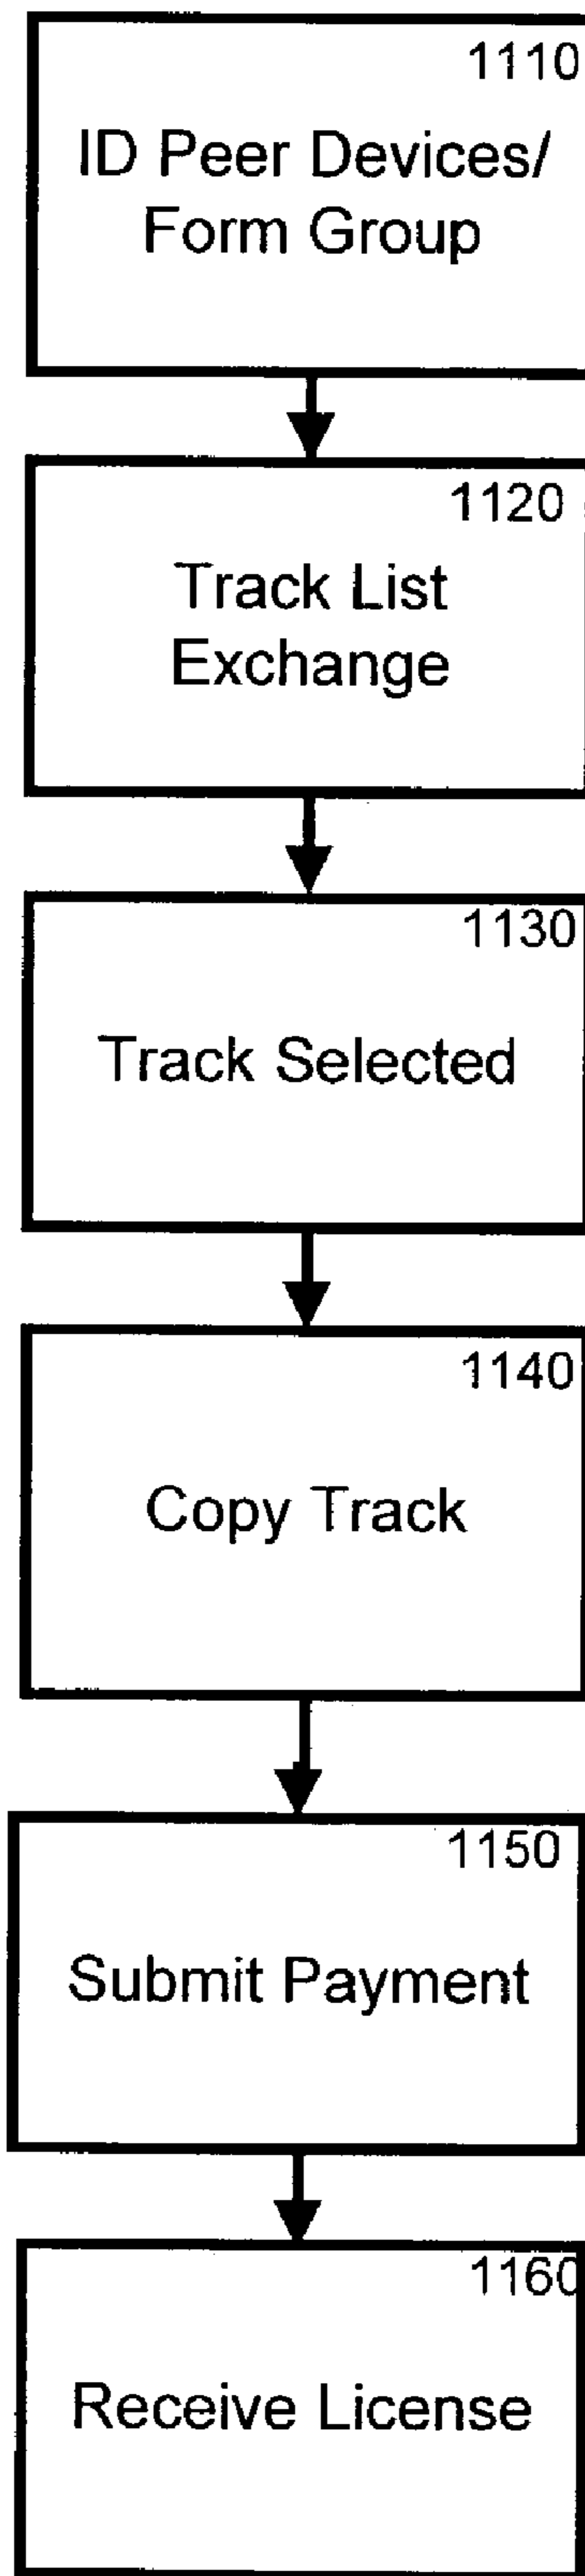 1110
ID Peer Devices/
Form Group
1120
Track List
Exchange
1130
Track Selected
1140
Copy Track
1150
Submit Payment
1160
Receive License